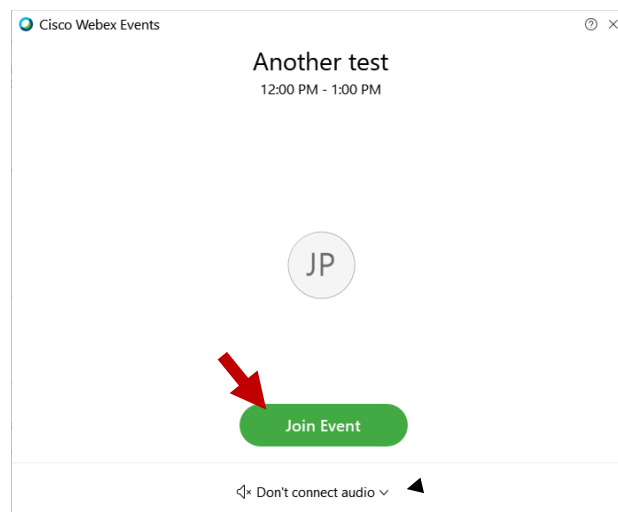 Cisco Webex Events
Another test
12:00 PM - 1:00 PM
JP
Join Event
Don't connect audio